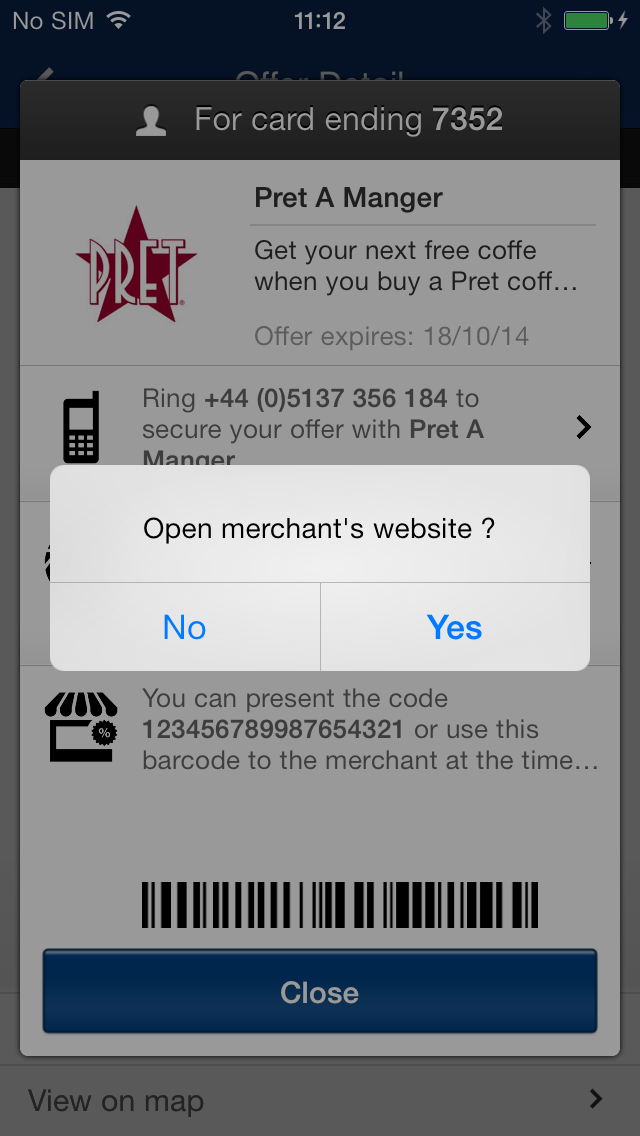 No SIM 11:12
Offer Detail
For card ending 7352
Pret A Manger
PRET
Get your next free coffe
when you buy a Pret coff...
Offer expires: 18/10/14
Ring +44 (0)5137 356 184 to
secure your offer with Pret A
Manger
Open merchant's website ?
No Yes
You can present the code
123456789987654321 or use this
barcode to the merchant at the time...
%
Close
View on map